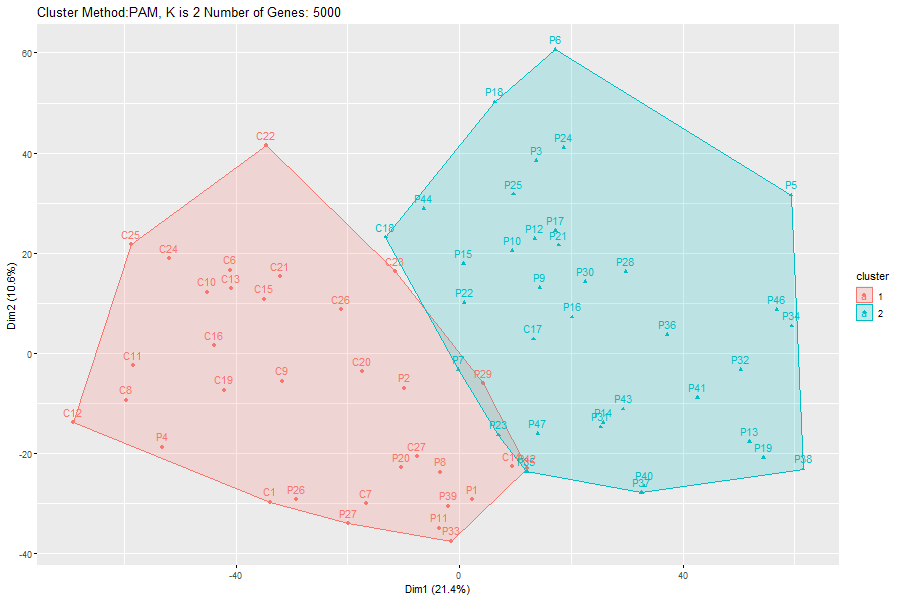 Cluster Method:PAM, K is 2 Number of Genes: 5000
P6
60
P18
C22
P24
40
P3
P25
P5
P44
C18
P17
P12
C25
P21
P10
C24
20
P15
C23
C6
C21
P28
C10
C13
P30
P9
C15
P22
C26
P46
P16
P34
C17
P36
C16
0
C11
P7
C20
P32
P29
C9
P2
C19
P41
C8
P43
C12
P14
P31
P23
P47
P4
P13
-20
C27
P19
P20
P8
P38
P40
C1
P26
P1
P37
C7
P39
P27
P11
P33
-40
-40
0
40
Dim1 (21.4%)
Dim2 (10.6%)
cluster
a 1
a 2